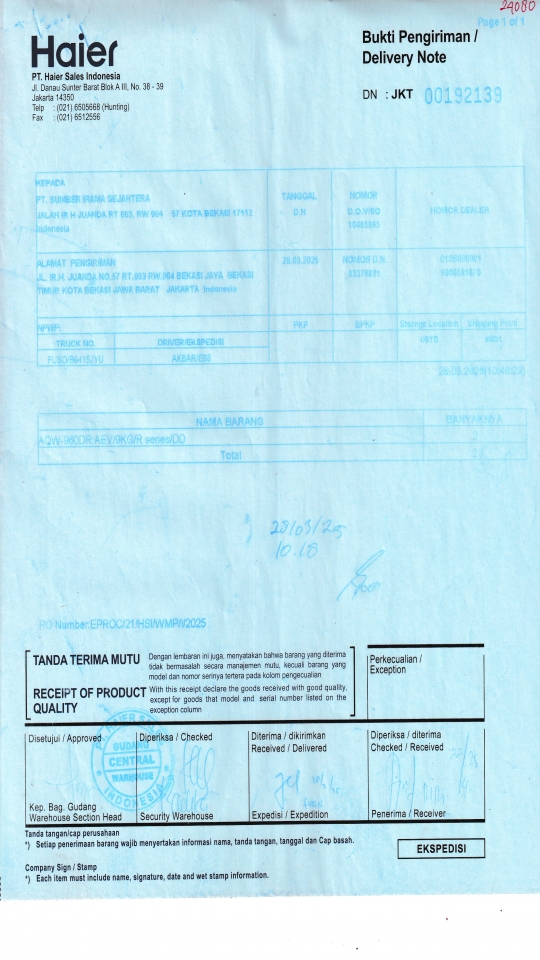 24080
Page 1 of 1
Haier
Bukti Pengiriman /
Delivery Note
PT. Haier Sales Indonesia
Jl. Danau Sunter Barat Blok A III, No. 38 - 39
Jakarta 14350
Telp : (021) 6505668 (Hunting)
Fax : (021) 6512556
DN : JKT 00192139
KEPADA
PT. SUMBER IRAMA SEJAHTERA
JALAN IR H JUANDA RT 003, RW 004 57 KOTA BEKASI 17112
Indonesia
TANGGAL
D.N
NOMOR
NOMOR DEALER
ALAMAT PENGIRIMAN
JL. IR.H. JUANDA NO.57 RT.003 RW.004 BEKASI JAYA BEKASI
TIMUR KOTA BEKASI JAWA BARAT JAKARTA Indonesia
NOMOR D.N.
NPWP:
PKP
Storage Location
Shipping Point
TRUCK NO.
DRIVER/EKSPEDISI
NAMA BARANG
BANYAKNYA
AQW-960DR AEV/9KG/R series/DD
Total
10.18
PO Number:EPROC/21/HSI/WMP/I/2025
TANDA TERIMA MUTU
Dengan lembaran ini juga, menyatakan bahwa barang yang diterima
tidak bermasalah secara manajemen mutu, kecuali barang yang
model dan nomor serinya tertera pada kolom pengecualian
RECEIPT OF PRODUCT
QUALITY
With this receipt declare the goods received with good quality,
except for goods that model and serial number listed on the
exception column
Perkecualian /
Exception
Disetujui / Approved
Diperiksa / Checked
Diterima / dikirimkan
Received / Delivered
Diperiksa / diterima
Checked / Received
GUDANG
CENTRAL
WAREHOUSE
INDONESIA
Kep. Bag. Gudang
Warehouse Section Head
Security Warehouse
Expedisi / Expedition
Penerima / Receiver
Tanda tangan/cap perusahaan
*) Setiap penerimaan barang wajib menyertakan informasi nama, tanda tangan, tanggal dan Cap basah.
EKSPEDISI
Company Sign / Stamp
*) Each item must include name, signature, date and wet stamp information.